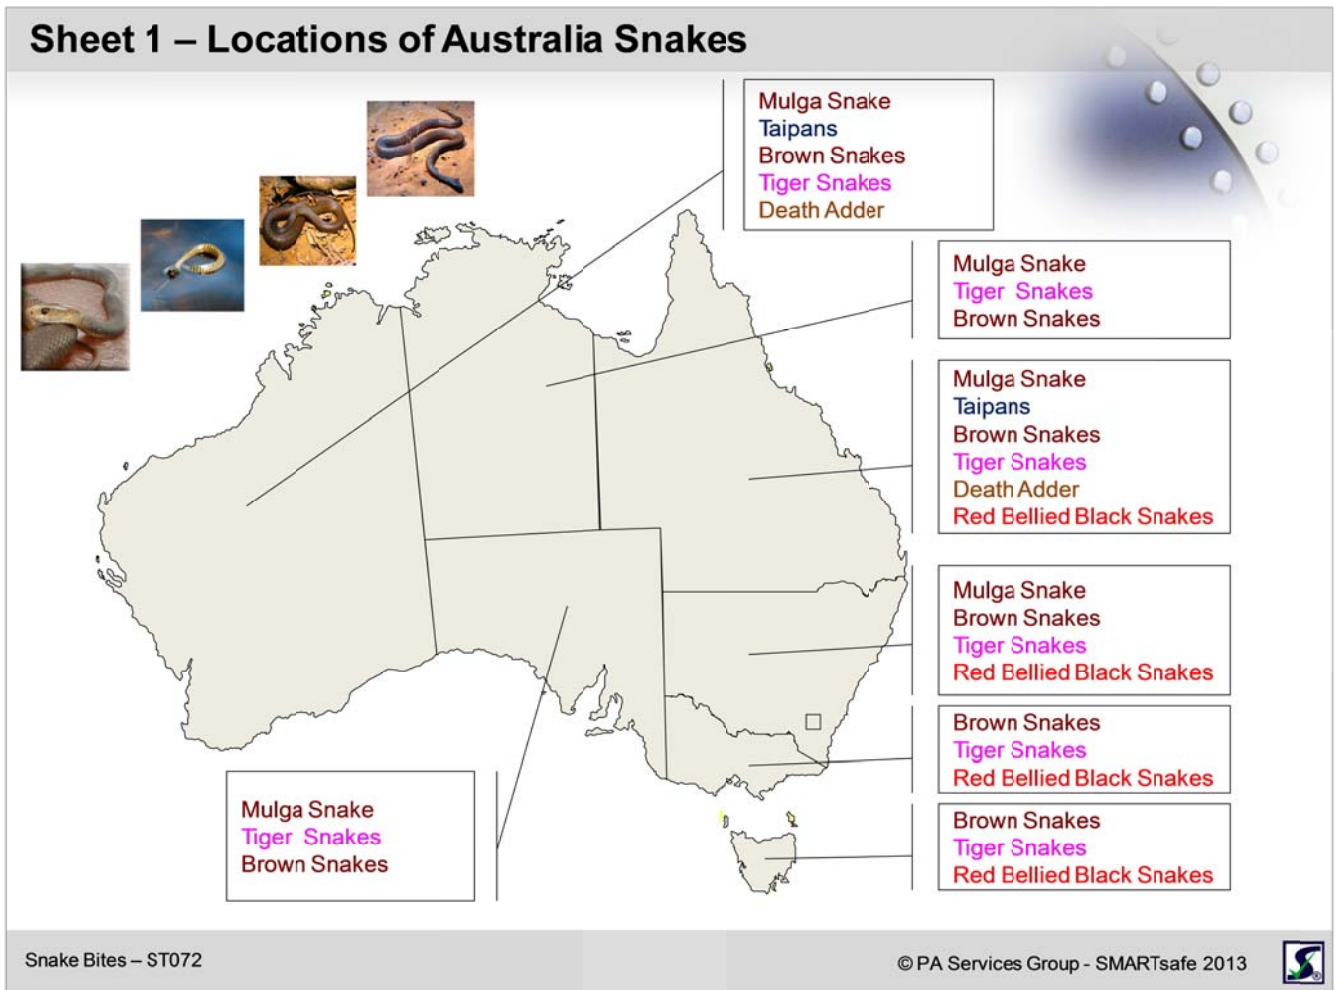 Sheet 1 – Locations of Australia Snakes
Mulga Snake
Taipans
Brown Snakes
Tiger Snakes
Death Adder
Mulga Snake
Tiger Snakes
Brown Snakes
Mulga Snake
Taipans
Brown Snakes
Tiger Snakes
Death Adder
Red Bellied Black Snakes
Mulga Snake
Brown Snakes
Tiger Snakes
Red Bellied Black Snakes
Brown Snakes
Tiger Snakes
Red Bellied Black Snakes
Brown Snakes
Tiger Snakes
Red Bellied Black Snakes
Mulga Snake
Tiger Snakes
Brown Snakes
Snake Bites – ST072
© PA Services Group - SMARTsafe 2013